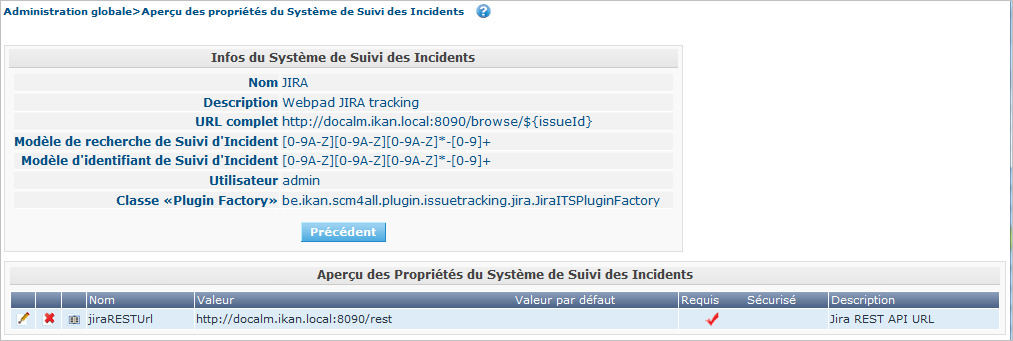 Administration globale>Aperçu des propriétés du Système de Suivi des Incidents
Infos du Système de Suivi des Incidents
Nom JIRA
Description Webpad JIRA tracking
URL complet http://docalm.ikan.local:8090/browse/${issueId}
Modèle de recherche de Suivi d'Incident [0-9A-Z][0-9A-Z][0-9A-Z]*-[0-9]+
Modèle d'identifiant de Suivi d'Incident [0-9A-Z][0-9A-Z][0-9A-Z]*-[0-9]+
Utilisateur admin
Classe «Plugin Factory» be.ikan.scm4all.plugin.issuetracking.jira.JiraITSPluginFactory
Précédent
Aperçu des Propriétés du Système de Suivi des Incidents
Nom Valeur Valeur par défaut Requis Sécurisé Description
jiraRESTUrl http://docalm.ikan.local:8090/rest Jira REST API URL